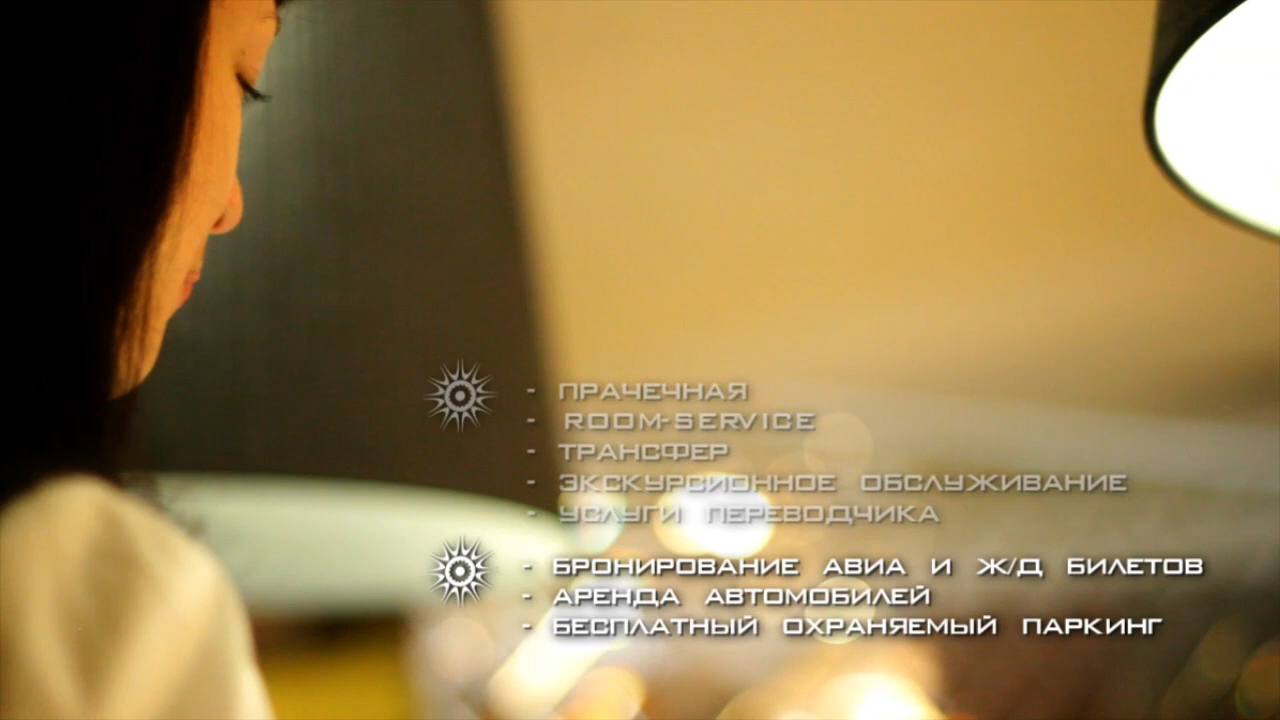 - ПРАЧЕЧНАЯ
- ROOM-SERVICE
- ТРАНСФЕР
- ЭКСКУРСИОННОЕ ОБСЛУЖИВАНИЕ
- УСЛУГИ ПЕРЕВОДЧИКА
- БРОНИРОВАНИЕ АВИА И Ж/Д БИЛЕТОВ
- АРЕНДА АВТОМОБИЛЕЙ
- БЕСПЛАТНЫЙ ОХРАНЯЕМЫЙ ПАРКИНГ